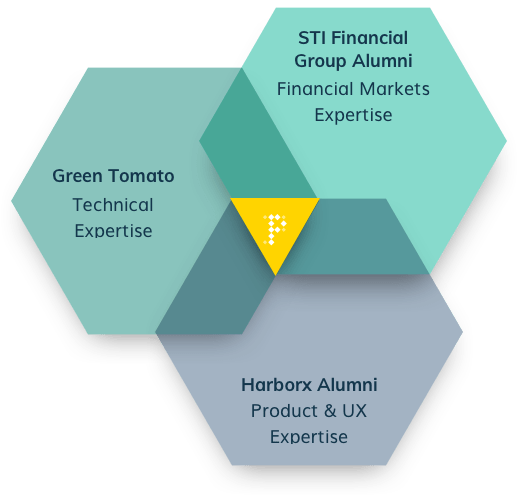 STI Financial
Group Alumni
Financial Markets
Expertise
Green Tomato
Technical
Expertise
P
Harborx Alumni
Product & UX
Expertise